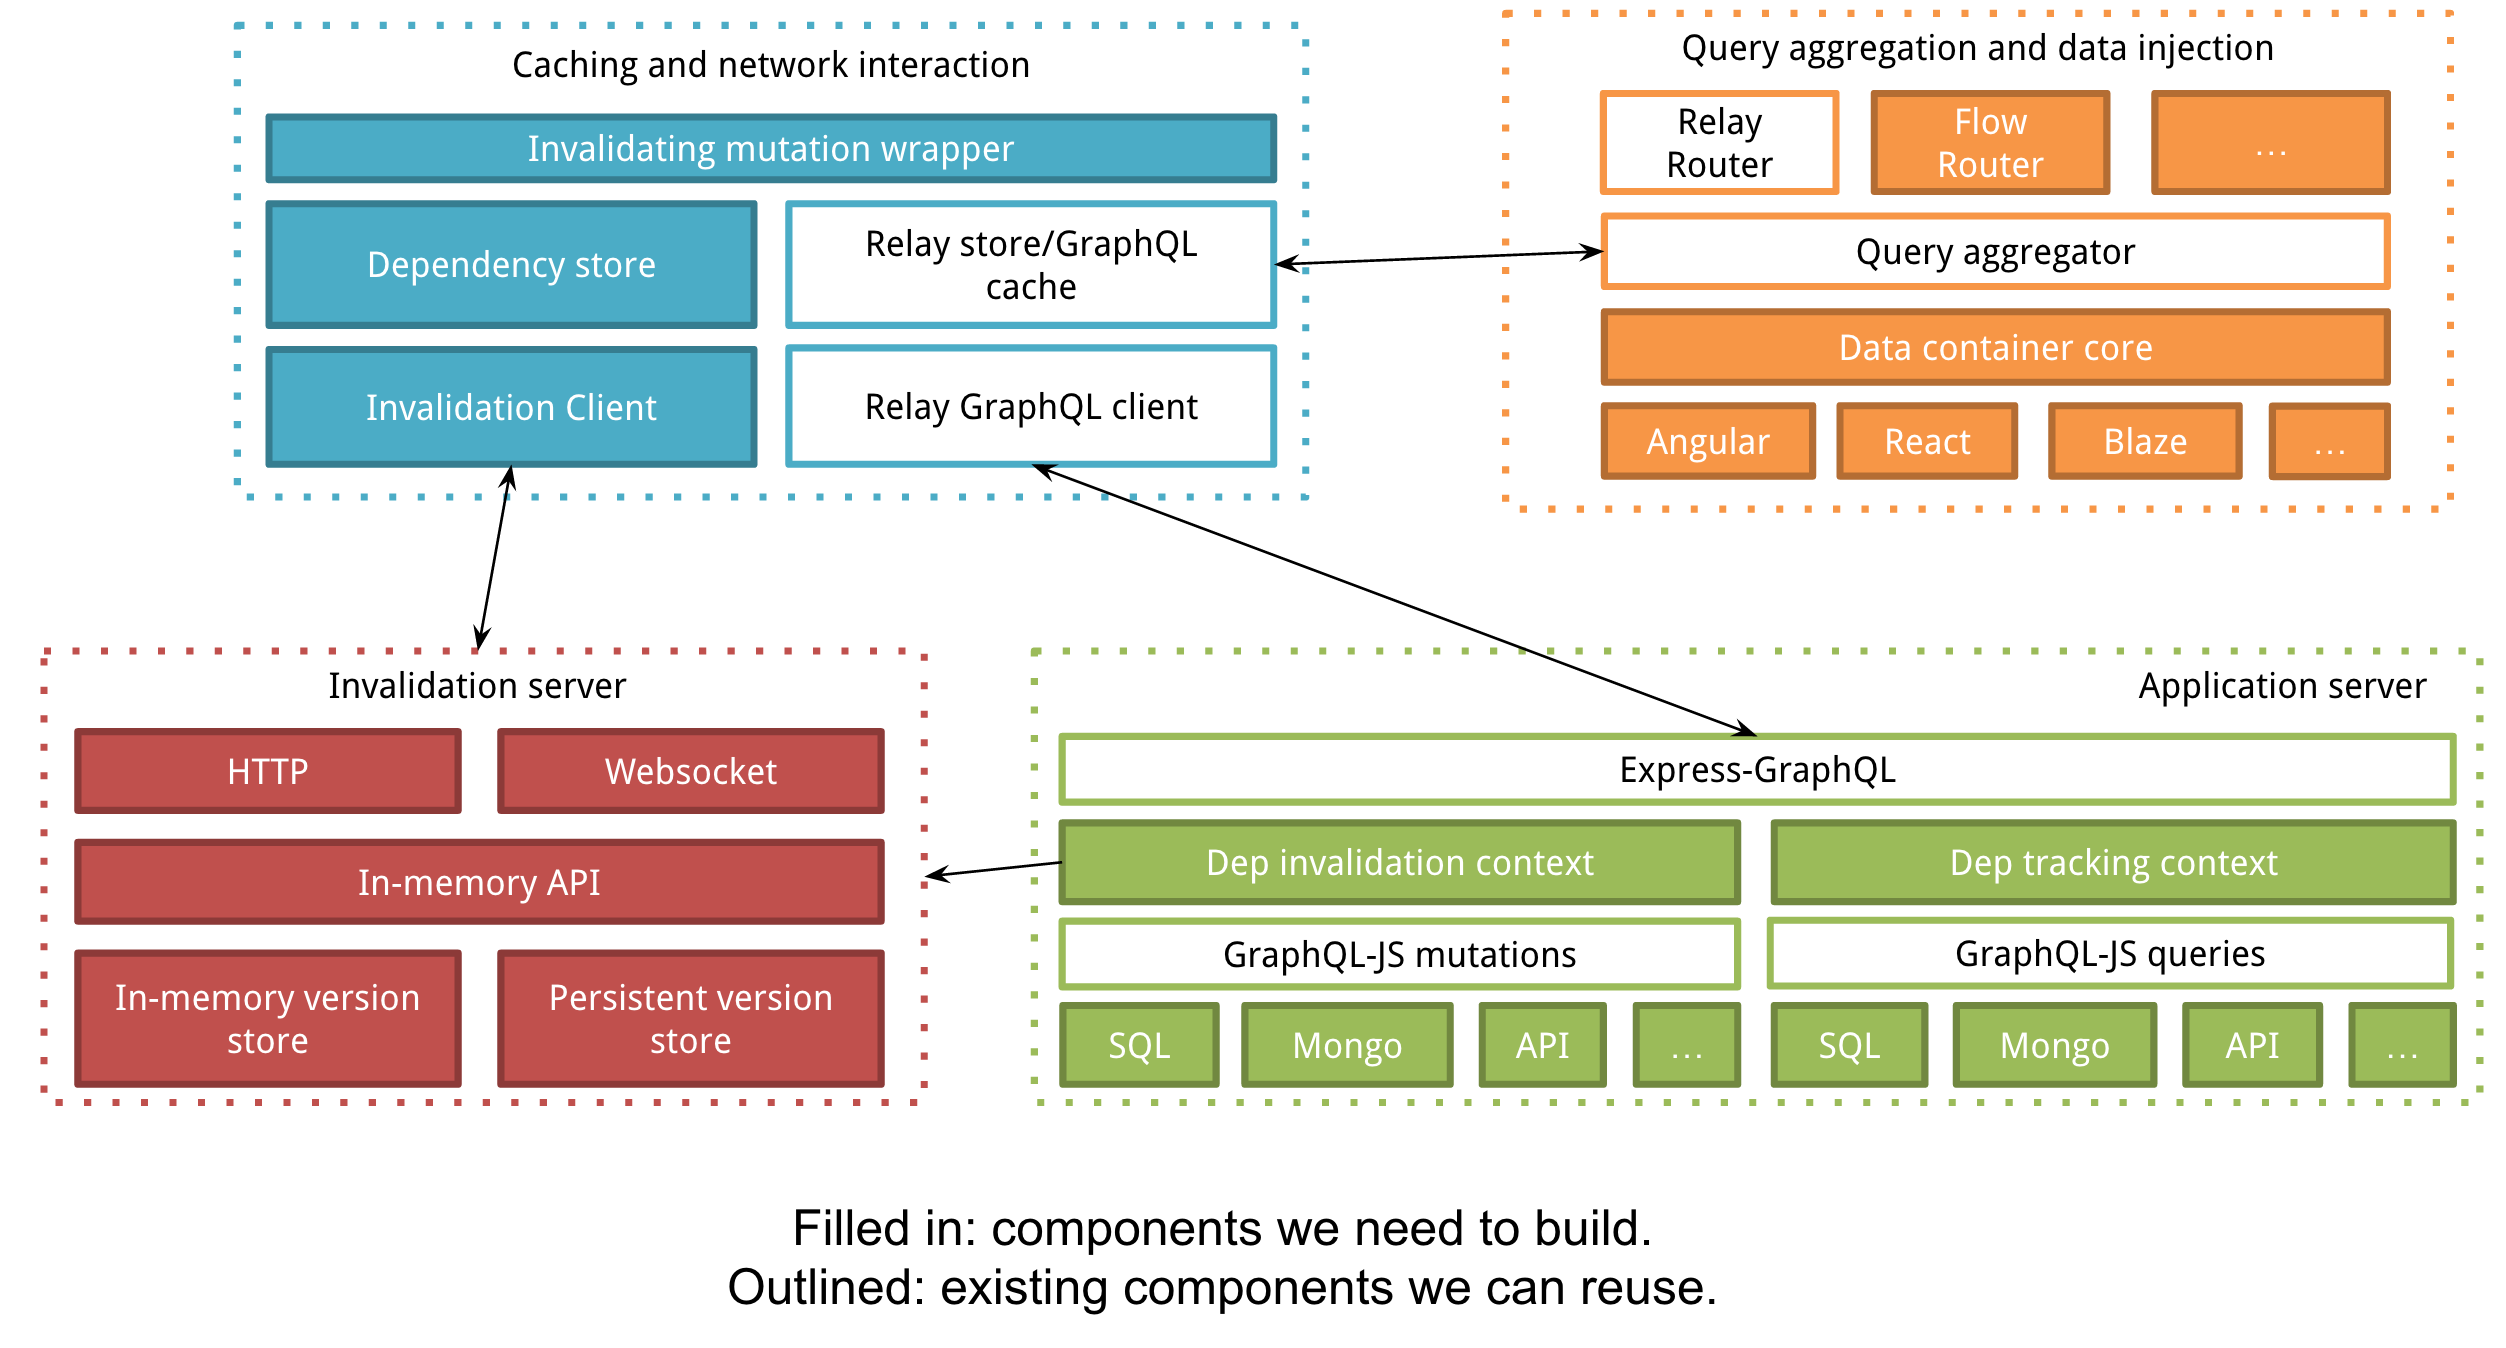 Caching and network interaction
Invalidating mutation wrapper
Dependency store
Relay store/GraphQL
cache
Invalidation Client
Relay GraphQL client
Query aggregation and data injection
Relay
Router
Flow
Router
...
Query aggregator
Data container core
Angular
React
Blaze
...
Invalidation server
HTTP
Websocket
In-memory API
In-memory version
store
Persistent version
store
Application server
Express-GraphQL
Dep invalidation context
Dep tracking context
GraphQL-JS mutations
GraphQL-JS queries
SQL
Mongo
API
...
SQL
Mongo
API
...
Filled in: components we need to build.
Outlined: existing components we can reuse.